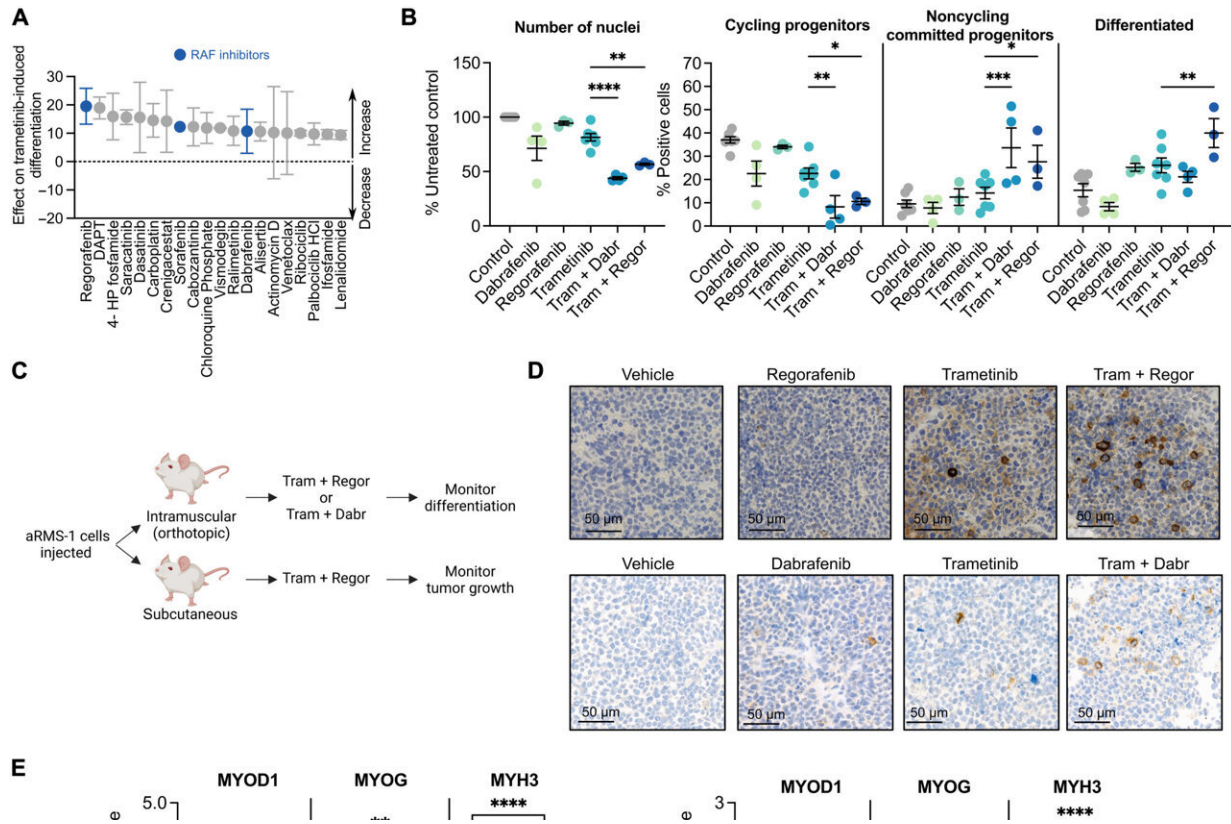 A
RAF inhibitors
Effect on trametinib-induced
differentiation
30
20
10
0
−10
−20
Increase
Decrease
Regorafenib
DAPT
4- HP fosfamide
Saracatinib
Dasatinib
Carboplatin
Crenigacestat
Sorafenib
Cabozantinib
Chloroquine Phosphate
Vismodegib
Ralimetinib
Dabrafenib
Alisertib
Actinomycin D
Venetoclax
Ribociclib
Palbociclib HCl
Ifosfamide
Lenalidomide
B
Number of nuclei
% Untreated control
150
100
50
0
**
****
Control
Dabrafenib
Regorafenib
Trametinib
Tram + Dabr
Tram + Regor
Cycling progenitors
Noncycling
committed progenitors
Differentiated
% Positive cells
70
60
50
40
30
20
10
0
*
**
*
***
**
Control
Dabrafenib
Regorafenib
Trametinib
Tram + Dabr
Tram + Regor
Control
Dabrafenib
Regorafenib
Trametinib
Tram + Dabr
Tram + Regor
Control
Dabrafenib
Regorafenib
Trametinib
Tram + Dabr
Tram + Regor
C
aRMS-1 cells
injected
Intramuscular
(orthotopic)
Tram + Regor
or
Tram + Dabr
Monitor
differentiation
Subcutaneous
Tram + Regor
Monitor
tumor growth
D
Vehicle
Regorafenib
Trametinib
Tram + Regor
50 µm
50 µm
50 µm
50 µm
Vehicle
Dabrafenib
Trametinib
Tram + Dabr
50 µm
50 µm
50 µm
50 µm
E
MYOD1
MYOG
MYH3
5.0
**
****
MYOD1
MYOG
MYH3
3
****